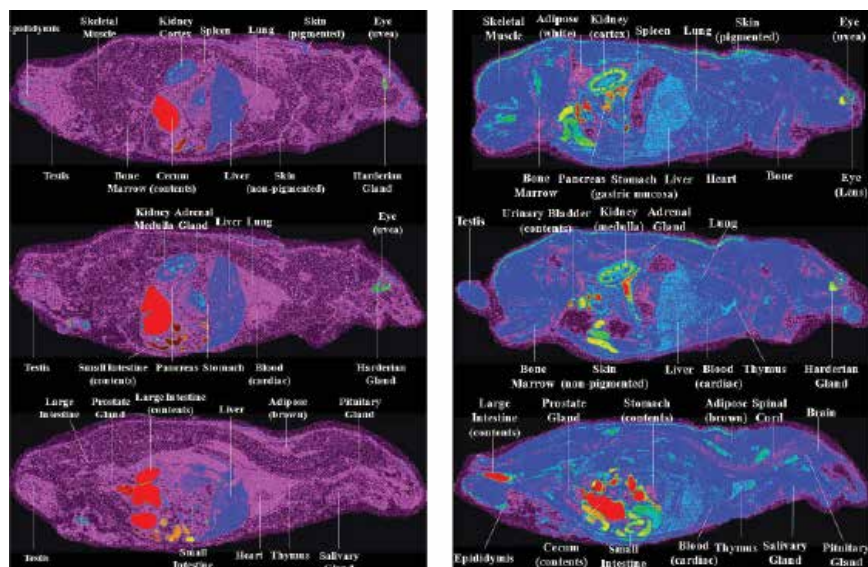 Epididymis
Skeletal
Muscle
Kidney
Cortex
Spleen
Lung
Skin
(pigmented)
Eye
(uvea)
Testis
Bone
Marrow
Cecum
(contents)
Liver
Skin
(non-pigmented)
Harderian
Gland
Kidney
Medulla
Adrenal
Gland
Liver
Lung
Eye
(uvea)
Testis
Small Intestine
(contents)
Pancreas
Stomach
Blood
(cardiac)
Harderian
Gland
Large
Intestine
Prostate
Gland
Large Intestine
(contents)
Liver
Adipose
(brown)
Pituitary
Gland
Testis
Small
Intestine
Heart
Thymus
Salivary
Gland
Skeletal
Muscle
Adipose
(white)
Kidney
(cortex)
Spleen
Lung
Skin
(pigmented)
Eye
(uvea)
Bone
Marrow
Pancreas
Stomach
(gastric mucosa)
Liver
Heart
Bone
Eye
(Lens)
Testis
Urinary Bladder
(contents)
Kidney
(medulla)
Adrenal
Gland
Lung
Bone
Marrow
Skin
(non-pigmented)
Liver
Blood
(cardiac)
Thymus
Harderian
Gland
Large
Intestine
(contents)
Prostate
Gland
Stomach
(contents)
Adipose
(brown)
Spinal
Cord
Brain
Epididymis
Cecum
(contents)
Small
Intestine
Blood
(cardiac)
Thymus
Salivary
Gland
Pituitary
Gland